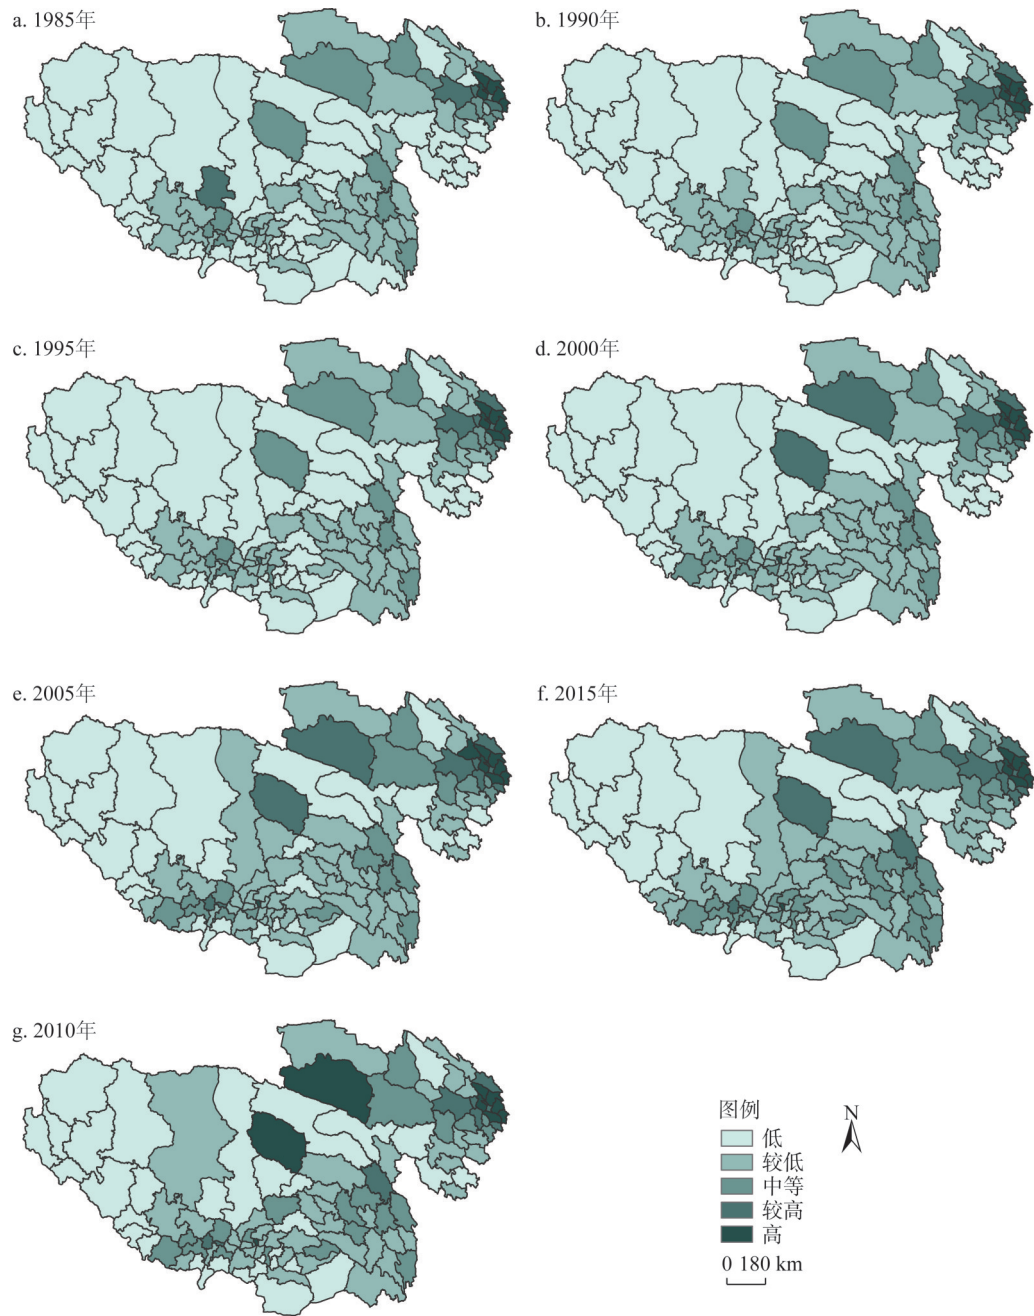 a. 1985年
b. 1990年
c. 1995年
d. 2000年
e. 2005年
f. 2015年
g. 2010年
图例
低
较低
中等
较高
高
0 180 km
N